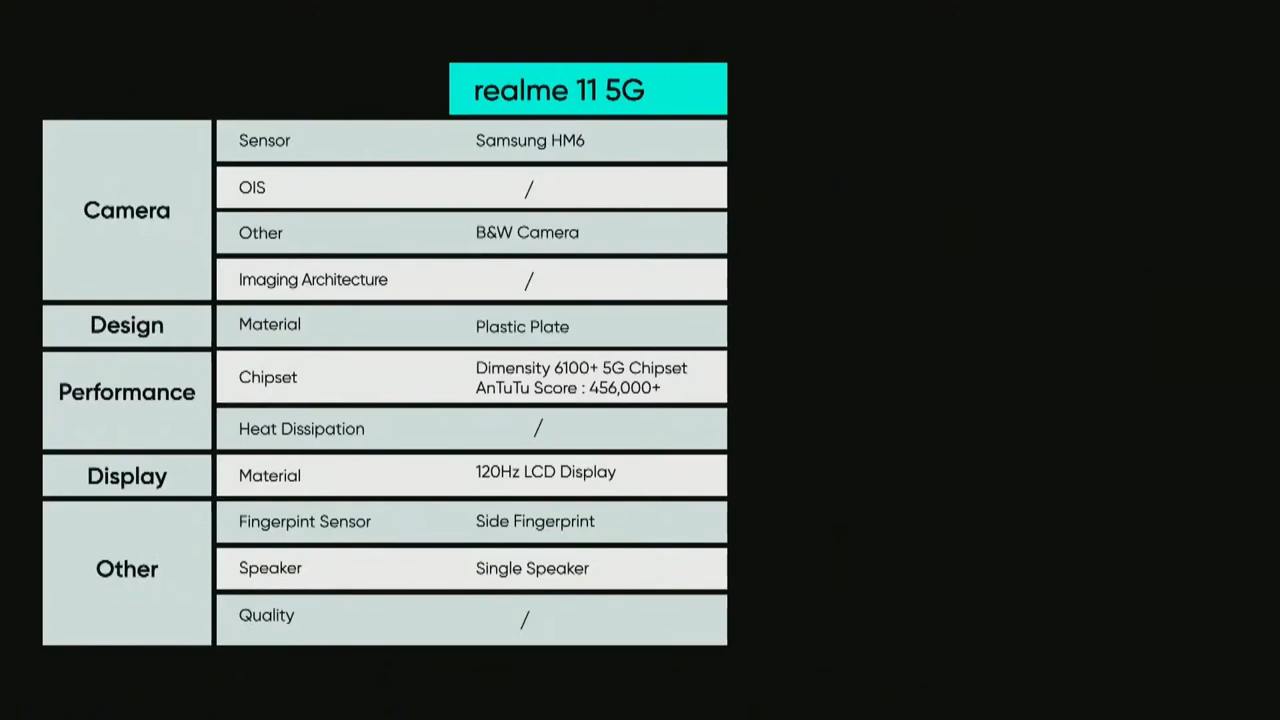 realme 11 5G
Camera
Sensor Samsung HM6
OIS /
Other B&W Camera
Imaging Architecture /
Design
Material Plastic Plate
Performance
Chipset Dimensity 6100+ 5G Chipset
AnTuTu Score : 456,000+
Heat Dissipation /
Display
Material 120Hz LCD Display
Other
Fingerpint Sensor Side Fingerprint
Speaker Single Speaker
Quality /